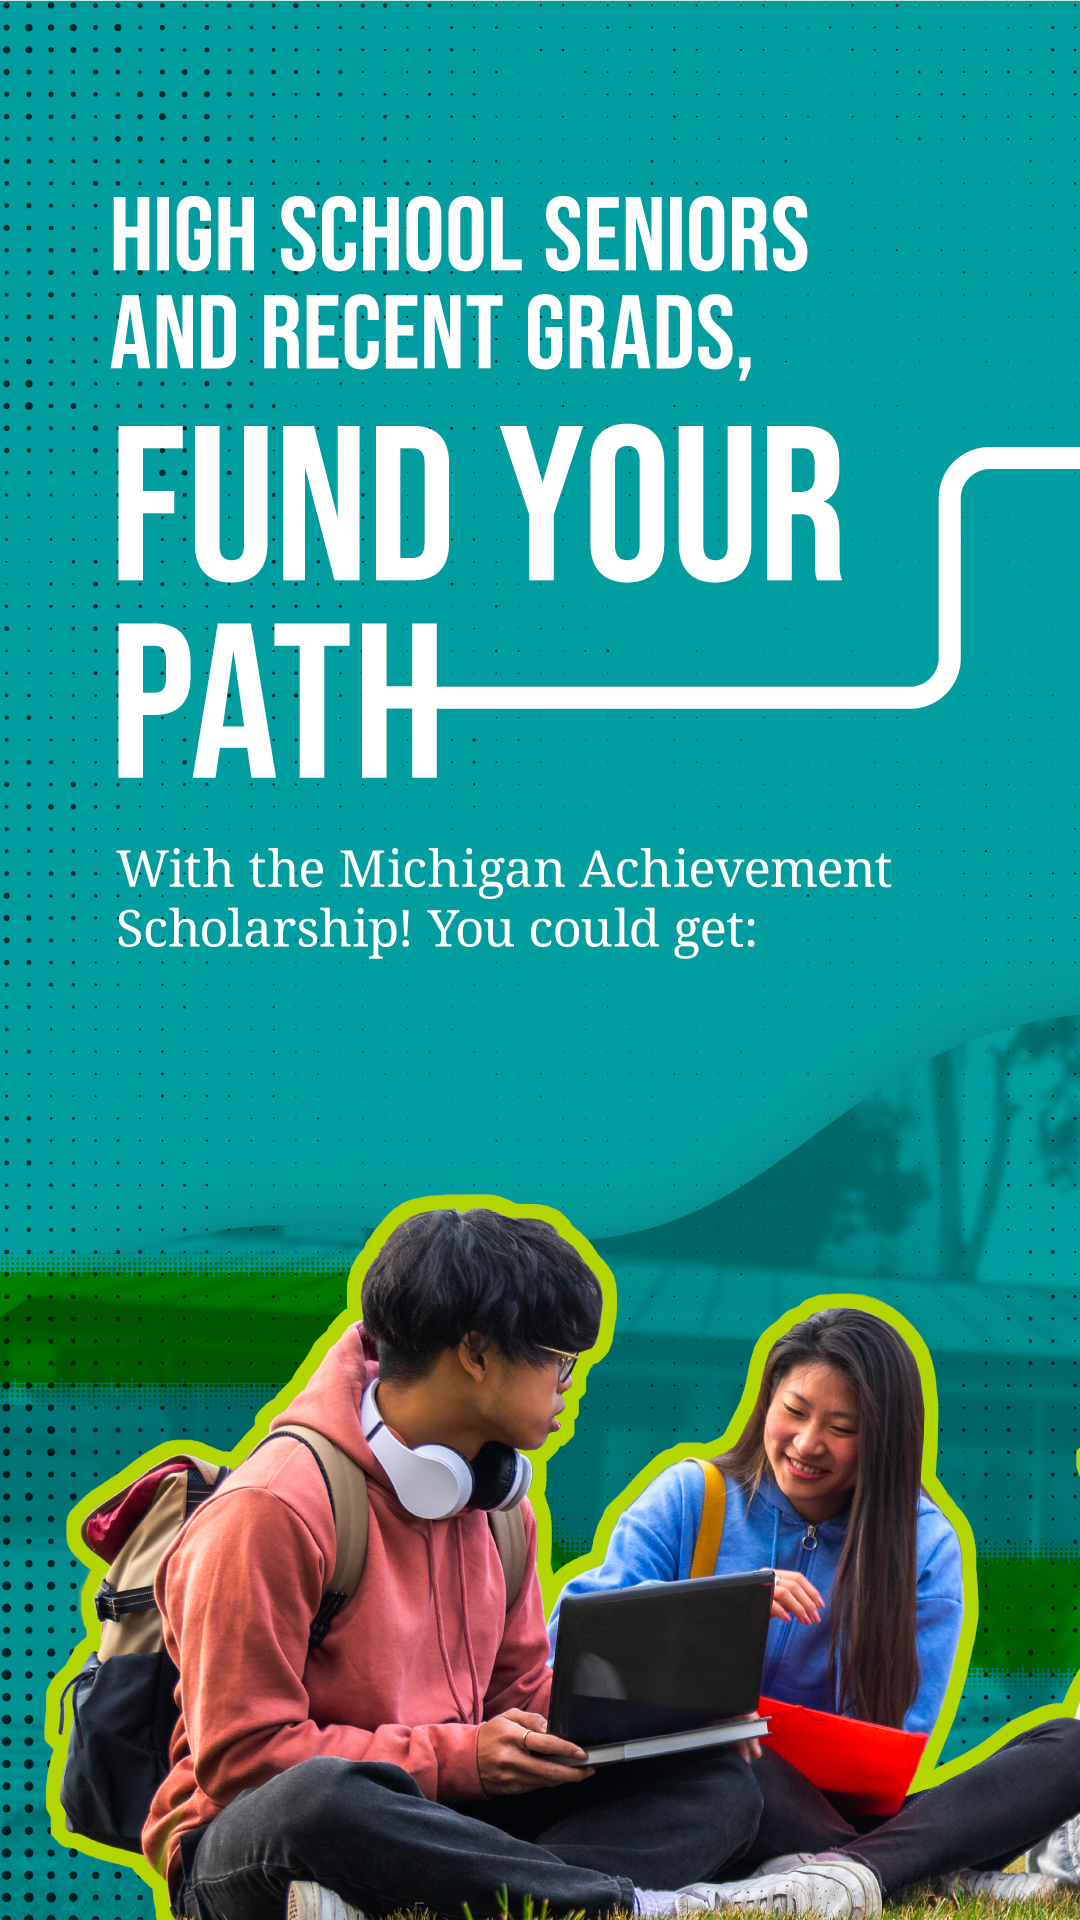 HIGH SCHOOL SENIORS
AND RECENT GRADS,
FUND YOUR
PATH
With the Michigan Achievement
Scholarship! You could get: